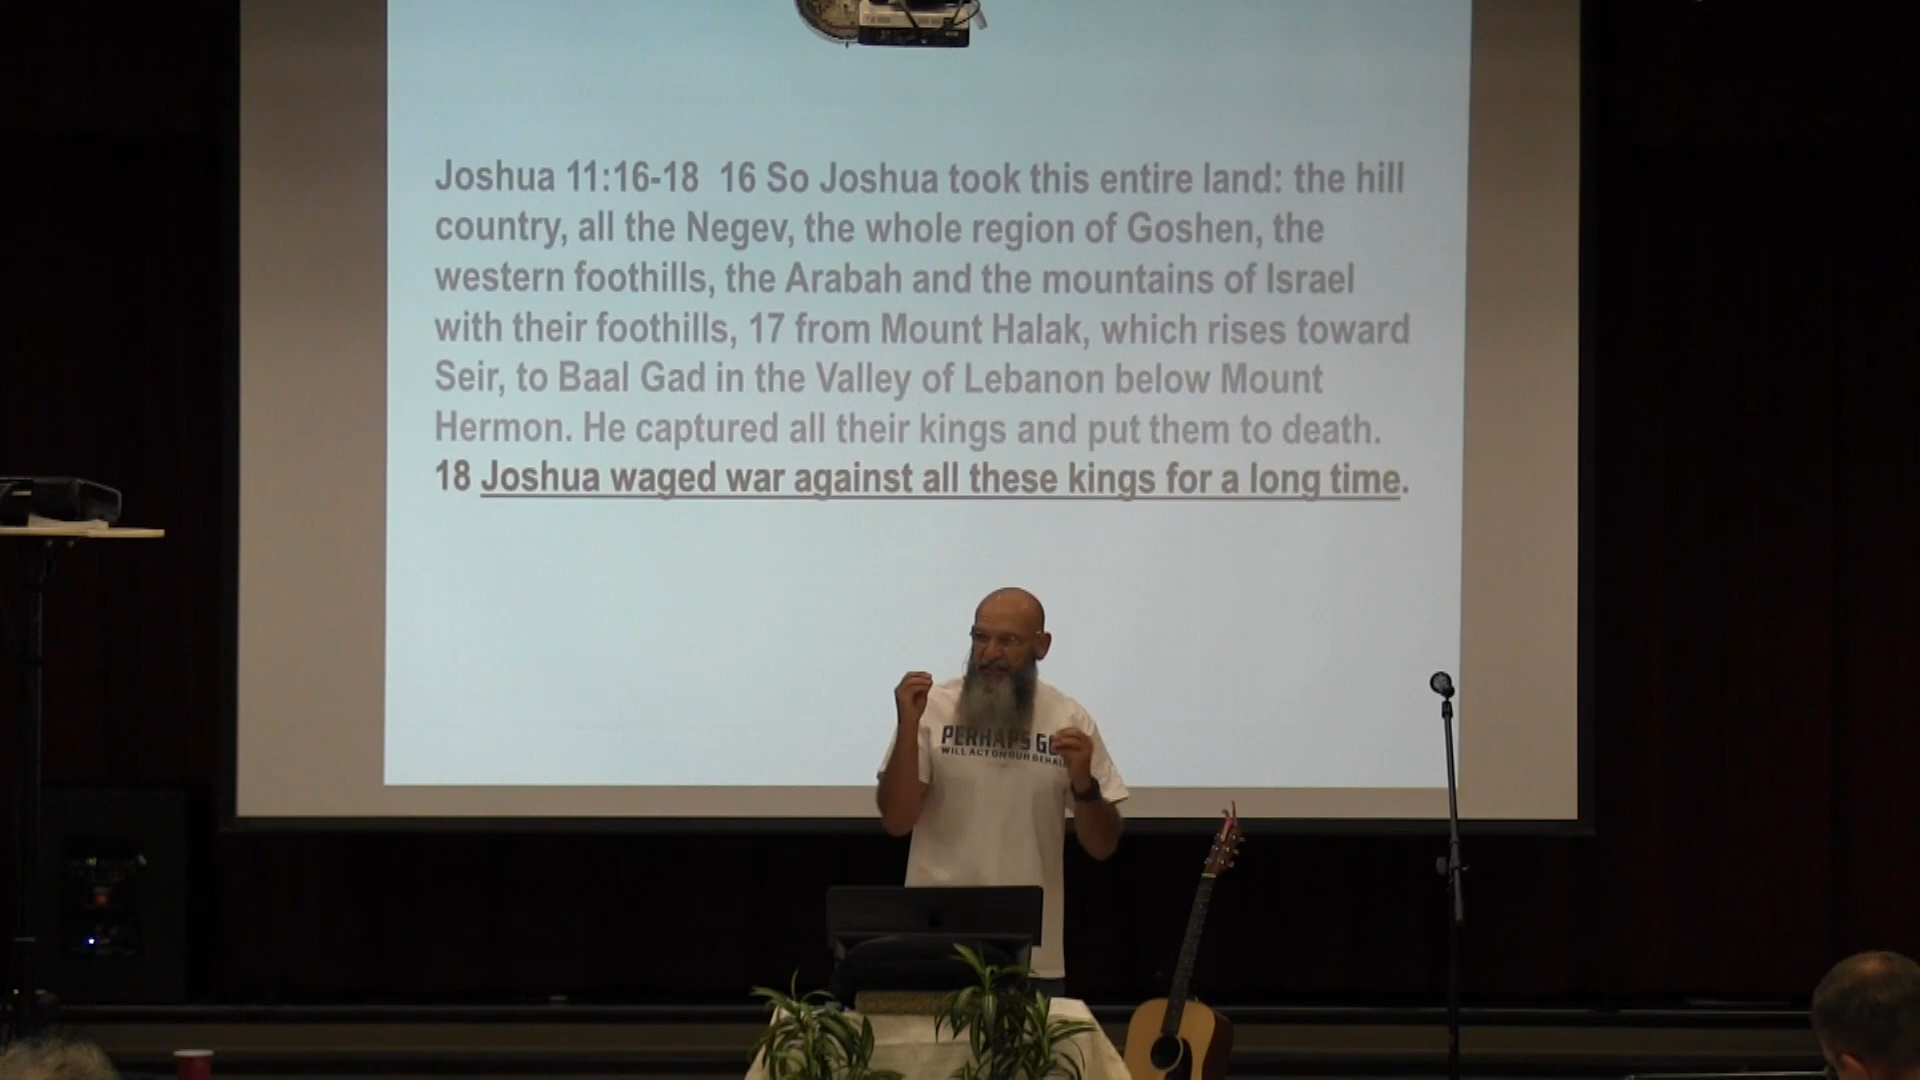 Joshua 11:16-18 16 So Joshua took this entire land: the hill
country, all the Negev, the whole region of Goshen, the
western foothills, the Arabah and the mountains of Israel
with their foothills, 17 from Mount Halak, which rises toward
Seir, to Baal Gad in the Valley of Lebanon below Mount
Hermon. He captured all their kings and put them to death.
18 Joshua waged war against all these kings for a long time.
PERHAPS
WILL ACT ON OUR